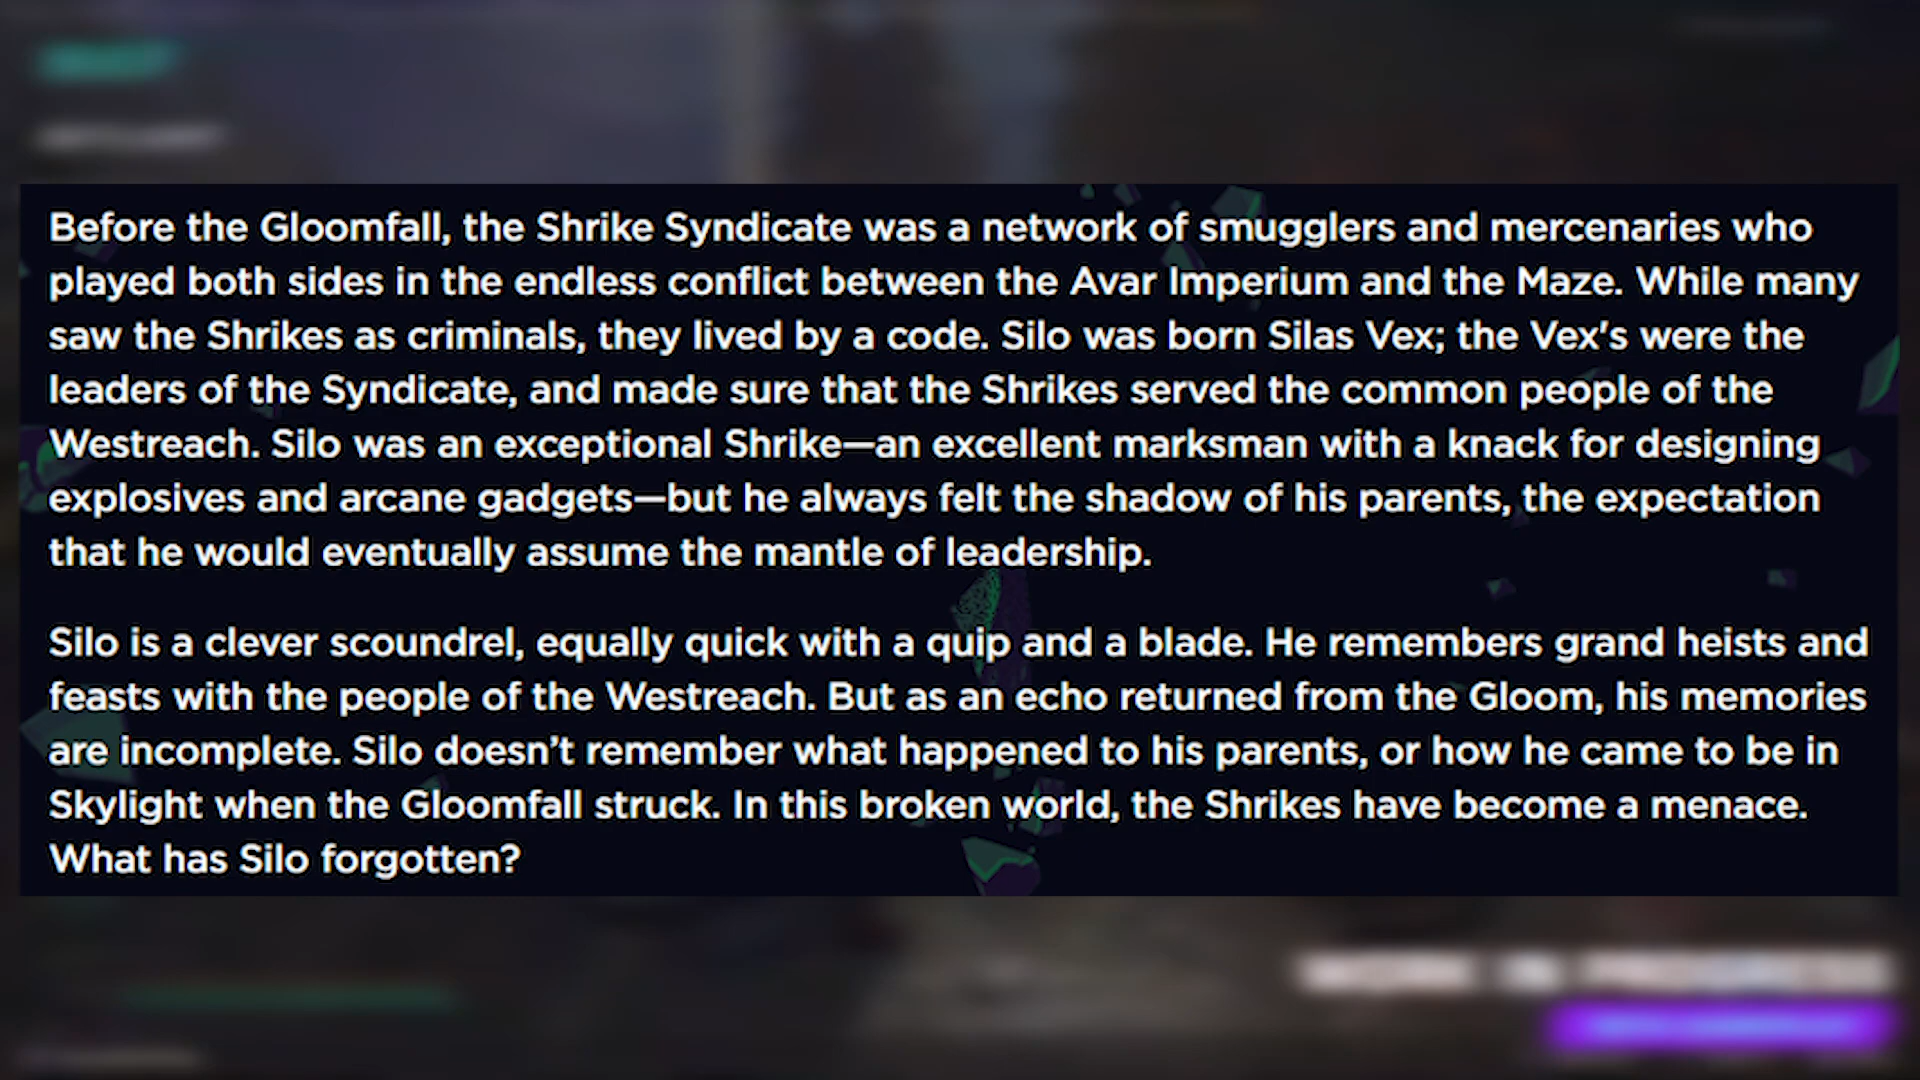 Before the Gloomfall, the Shrike Syndicate was a network of smugglers and mercenaries who
played both sides in the endless conflict between the Avar Imperium and the Maze. While many
saw the Shrikes as criminals, they lived by a code. Silo was born Silas Vex; the Vex's were the
leaders of the Syndicate, and made sure that the Shrikes served the common people of the
Westreach. Silo was an exceptional Shrike—an excellent marksman with a knack for designing
explosives and arcane gadgets—but he always felt the shadow of his parents, the expectation
that he would eventually assume the mantle of leadership.
Silo is a clever scoundrel, equally quick with a quip and a blade. He remembers grand heists and
feasts with the people of the Westreach. But as an echo returned from the Gloom, his memories
are incomplete. Silo doesn’t remember what happened to his parents, or how he came to be in
Skylight when the Gloomfall struck. In this broken world, the Shrikes have become a menace.
What has Silo forgotten?